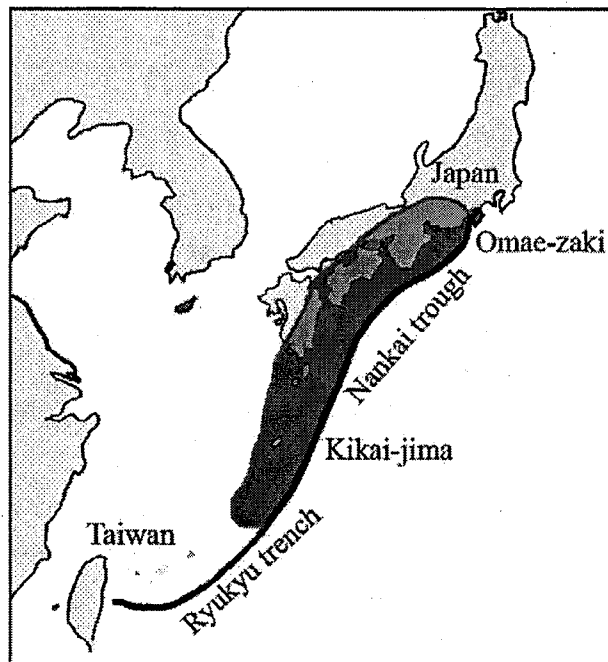 Japan
Omae-zaki
Nankai trough
Kikai-jima
Taiwan
Ryukyu trench